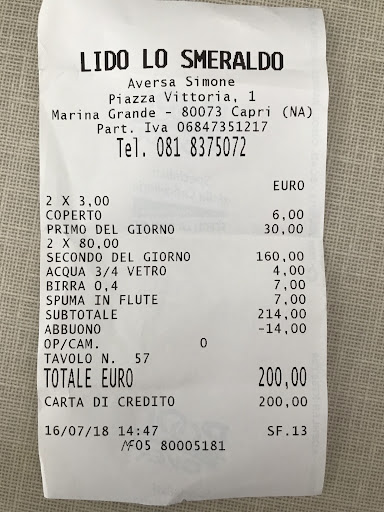 LIDO LO SMERALDO
Aversa Simone
Piazza Vittoria, 1
Marina Grande - 80073 Capri (NA)
Part. Iva 06847351217
Tel. 081 8375072
EURO
2 X 3,00
COPERTO 6,00
PRIMO DEL GIORNO 30,00
2 X 80,00
SECONDO DEL GIORNO 160,00
ACQUA 3/4 VETRO 4,00
BIRRA 0,4 7,00
SPUMA IN FLUTE 7,00
SUBTOTALE 214,00
ABBUONO -14,00
OP/CAM. 0
TAVOLO N. 57
TOTALE EURO 200,00
CARTA DI CREDITO 200,00
16/07/18 14:47 SF.13
MF05 80005181